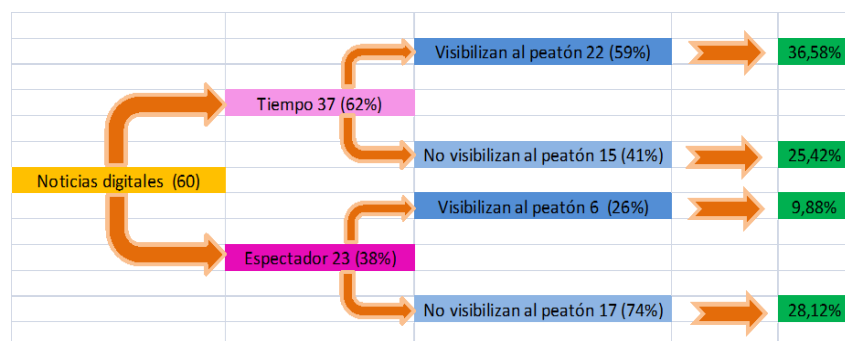 Visibilizan al peatón 22 (59%)
36,58%
Tiempo 37 (62%)
No visibilizan al peatón 15 (41%)
25,42%
Noticias digitales (60)
Visibilizan al peatón 6 (26%)
9,88%
Espectador 23 (38%)
No visibilizan al peatón 17 (74%)
28,12%